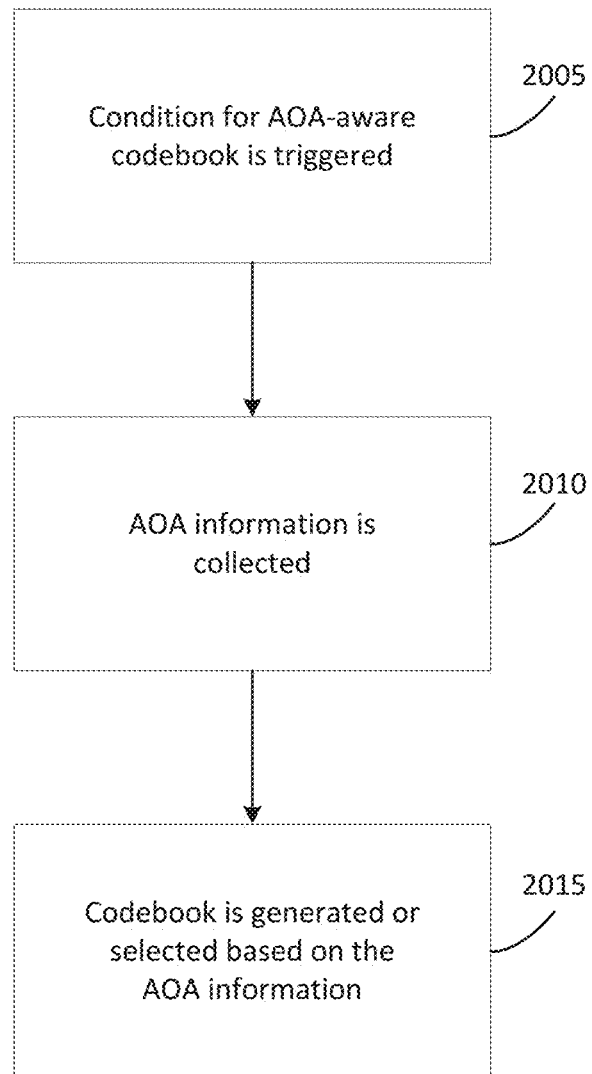 2005
Condition for AOA-aware
codebook is triggered
2010
AOA information is
collected
2015
Codebook is generated or
selected based on the
AOA information